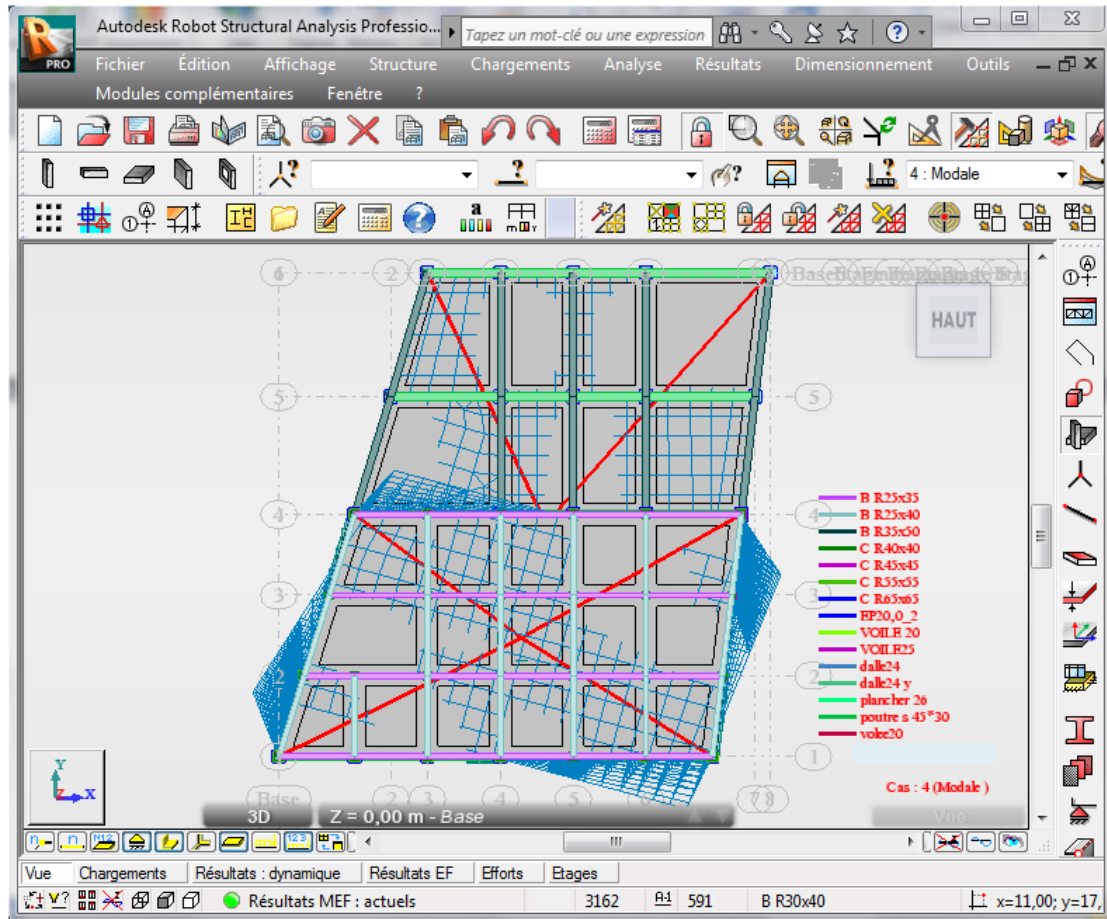 Autodesk Robot Structural Analysis Professio...
Tapez un mot-clé ou une expression
PRO
Fichier Édition Affichage Structure Chargements Analyse Résultats Dimensionnement Outils
Modules complémentaires Fenêtre ?
4 : Modale
HAUT
6 2
5 5
4 4
3 3
2 2
1
B R25x35
B R25x40
B R35x50
C R40x40
C R45x45
C R55x55
C R65x65
EP20,0_2
VOILE 20
VOILE25
dalle24
dalle24 y
plancher 26
poutre s 45*30
volee20
Cas : 4 (Modale )
Y
Z X
Base 2 3 4 5 6 7 8
3D Z = 0,00 m - Base
Vue
Vue Chargements Résultats : dynamique Résultats EF Efforts Etages
Résultats MEF : actuels 3162 591 B R30x40 x=11,00; y=17,